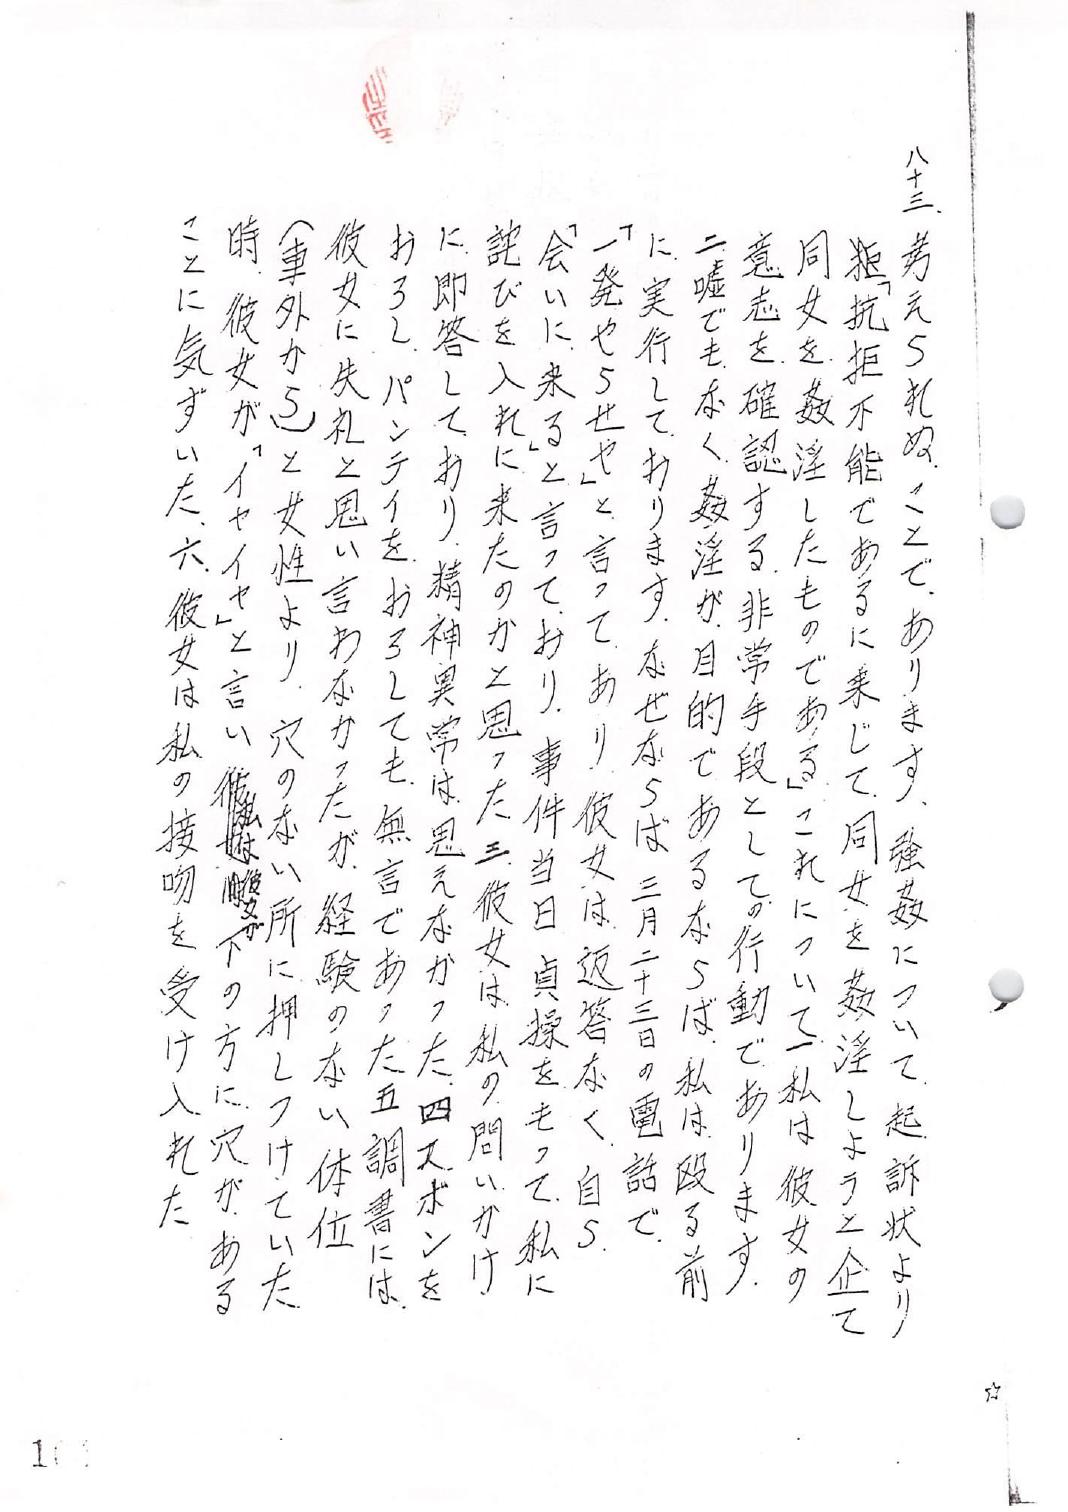 八十三、考えられぬ、ことで、あります、強姦について、起訴状より
「抗拒不能であるに乗じて、同女を姦淫しようと企て
同女を、姦淫したものである」これについて一私は彼女の
意志を、確認する、非常手段としての行動であります。
二嘘でもなく、姦淫が、目的であるならば、私は、殴る前
に、実行して、おります、なぜならば、三月二十三日の電話で、
「一発やらせや」と、言って、あり、彼女は、返答なく、自ら、
「会いに、来る」と言って、おり、事件当日、貞操をもって、私に
詫びを入れに来たのかと思った、三、彼女は、私の問いかけ
に、即答して、おり、精神異常は、思えなかった、四スボンを
おろし、パンテイを、おろしても、無言であった五、調書には、
彼女に失礼と思い言わなかったが、経験のない体位
(車外から)と女性より、穴のない所に押しつけていた
時、彼女が「イヤイヤ」と言い、私は彼女が下の方に、穴が、ある
ことに気ずいた、六、彼女は私の接吻を受け入れた
☆